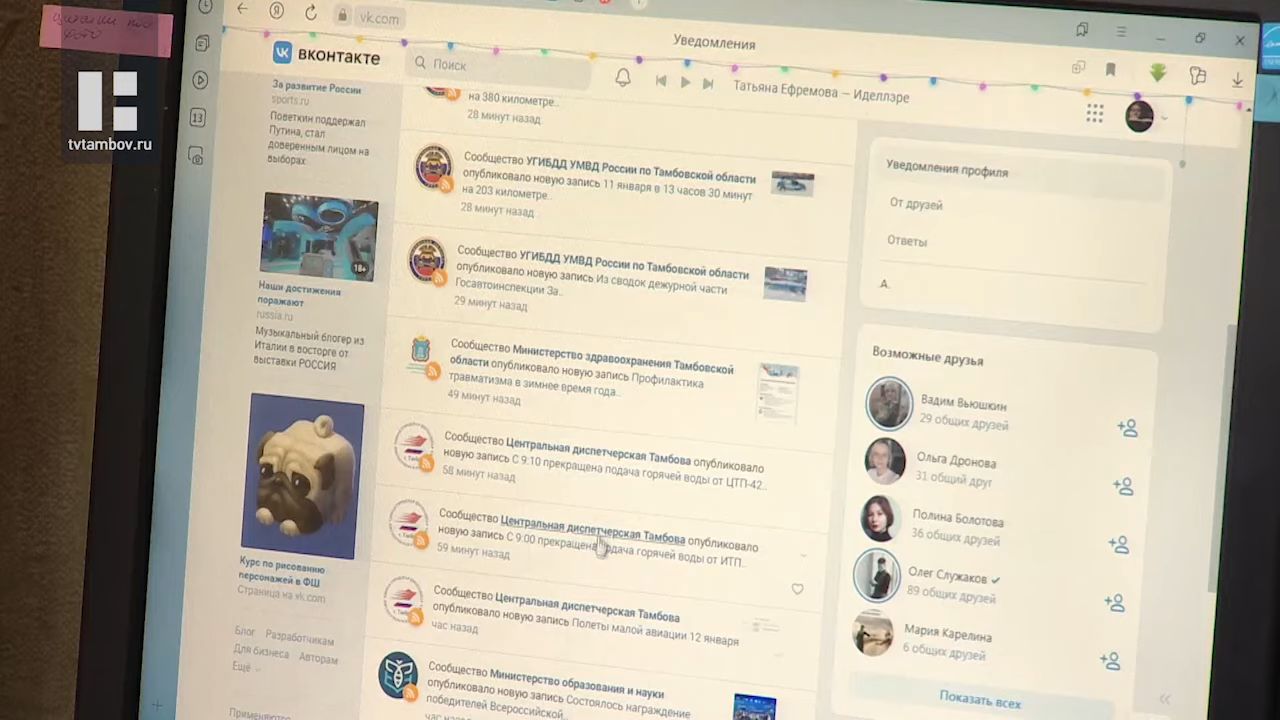 tvtambov.ru
vk.com
Уведомления
вконтакте
Поиск
Татьяна Ефремова — Иделлэре
13
За развитие России
sports.ru
Поветкин поддержал
Путина, стал
доверенным лицом на
выборах
18+
Наши достижения
поражают
russia.ru
Музыкальный блогер из
Италии в восторге от
выставки РОССИЯ
Курс по рисованию
персонажей в ФШ
Страница на vk.com
Блог Разработчикам
Для бизнеса Авторам
Ещё
на 380 километре..
28 минут назад
Сообщество УГИБДД УМВД России по Тамбовской области
опубликовало новую запись 11 января в 13 часов 30 минут
на 203 километре..
28 минут назад
Сообщество УГИБДД УМВД России по Тамбовской области
опубликовало новую запись Из сводок дежурной части
Госавтоинспекции За..
29 минут назад
Сообщество Министерство здравоохранения Тамбовской
области опубликовало новую запись Профилактика
травматизма в зимнее время года..
49 минут назад
Сообщество Центральная диспетчерская Тамбова опубликовало
новую запись С 9:10 прекращена подача горячей воды от ЦТП-42..
58 минут назад
Сообщество Центральная диспетчерская Тамбова опубликовало
новую запись С 9:00 прекращена подача горячей воды от ИТП..
59 минут назад
Сообщество Центральная диспетчерская Тамбова
опубликовало новую запись Полеты малой авиации 12 января
час назад
Сообщество Министерство образования и науки
опубликовало новую запись Состоялось награждение
победителей Всероссийской..
час назад
Уведомления профиля
От друзей
Ответы
А.
Возможные друзья
Вадим Вьюшкин
29 общих друзей
Ольга Дронова
31 общий друг
Полина Болотова
36 общих друзей
Олег Служаков
89 общих друзей
Мария Карелина
6 общих друзей
Показать всех